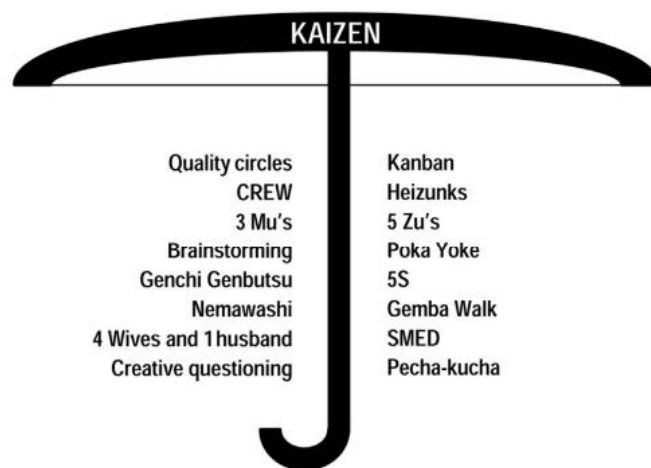 KAIZEN
Quality circles
CREW
3 Mu's
Brainstorming
Genchi Genbutsu
Nemawashi
4 Wives and 1 husband
Creative questioning
Kanban
Heizunks
5 Zu's
Poka Yoke
5S
Gemba Walk
SMED
Pecha-kucha